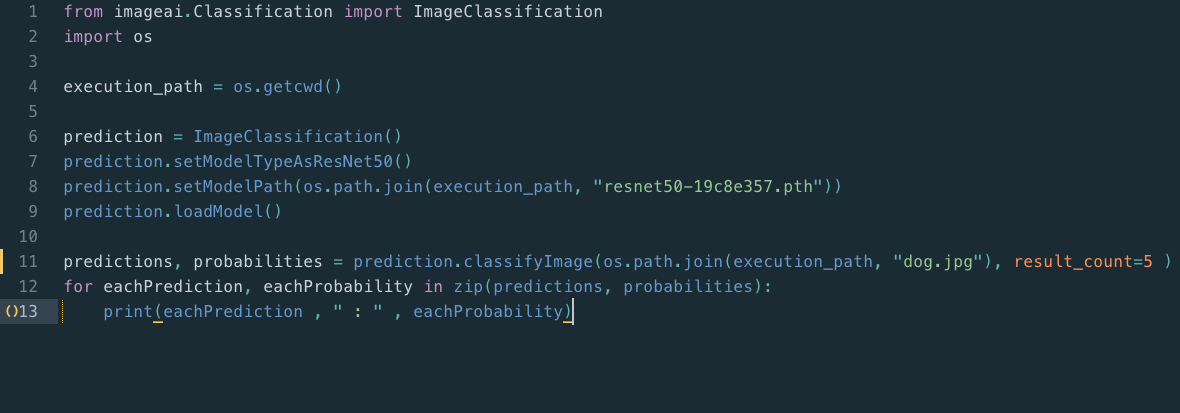 1 from imageai.Classification import ImageClassification
2 import os
3
4 execution_path = os.getcwd()
5
6 prediction = ImageClassification()
7 prediction.setModelTypeAsResNet50()
8 prediction.setModelPath(os.path.join(execution_path, "resnet50-19c8e357.pth"))
9 prediction.loadModel()
10
11 predictions, probabilities = prediction.classifyImage(os.path.join(execution_path, "dog.jpg"), result_count=5 )
12 for eachPrediction, eachProbability in zip(predictions, probabilities):
()13     print(eachPrediction , " : " , eachProbability)